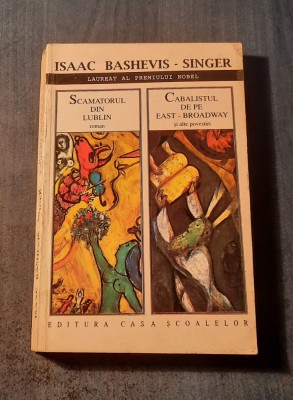 ISAAC BASHEVIS - SINGER
LAUREAT AL PREMIULUI NOBEL
SCAMATORUL
DIN
LUBLIN
roman
CABALISTUL
DE PE
EAST - BROADWAY
și alte povestiri
EDITURA CASA ȘCOALELOR